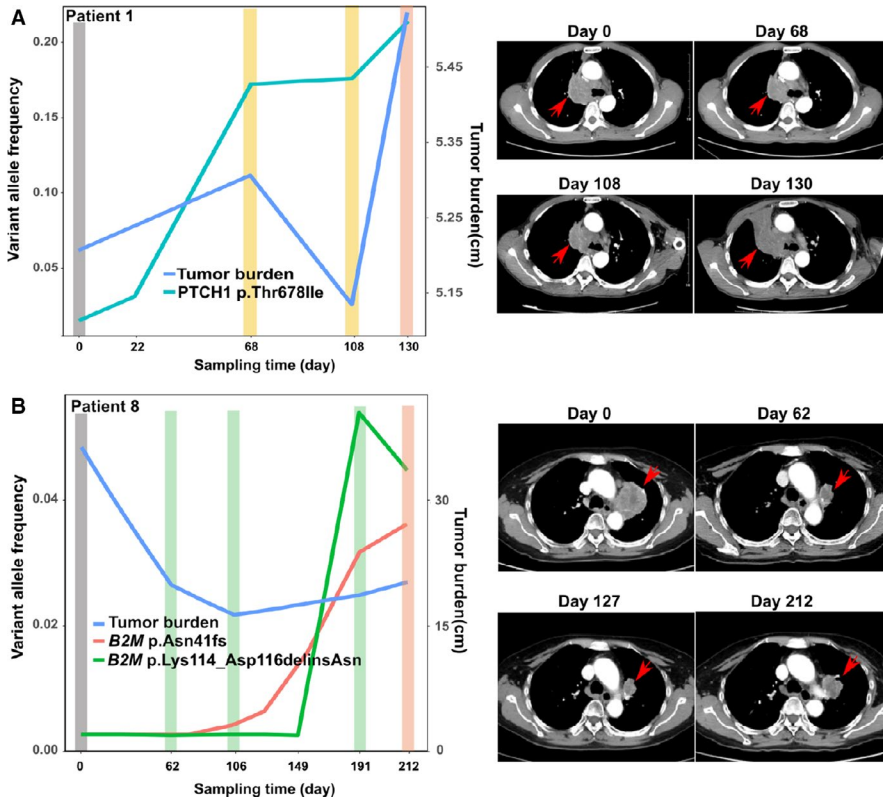 A
Patient 1
Variant allele frequency
0.20
0.15
0.10
0.05
5.45
5.35
5.25
5.15
Tumor burden(cm)
Tumor burden
PTCH1 p.Thr678Ile
0
22
68
108
130
Sampling time (day)
Day 0
Day 68
Day 108
Day 130
B
Patient 8
Variant allele frequency
0.04
0.02
0.00
30
15
0
Tumor burden(cm)
Tumor burden
B2M p.Asn41fs
B2M p.Lys114_Asp116delinsAsn
0
62
106
149
191
212
Sampling time (day)
Day 0
Day 62
Day 127
Day 212